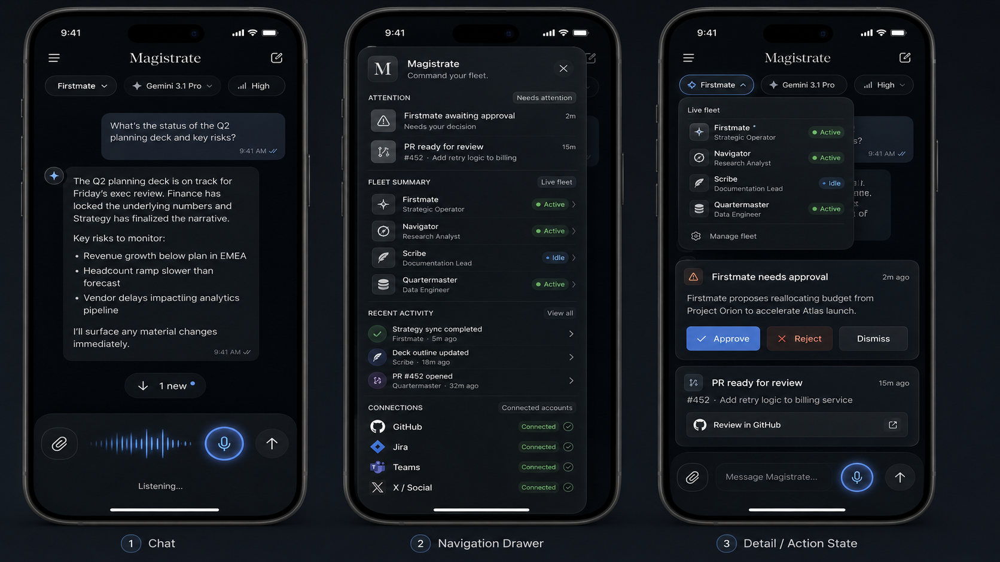 9:41
Magistrate
Firstmate
Gemini 3.1 Pro
High
What's the status of the Q2
planning deck and key risks?
9:41 AM
The Q2 planning deck is on track for
Friday's exec review. Finance has
locked the underlying numbers and
Strategy has finalized the narrative.
Key risks to monitor:
• Revenue growth below plan in EMEA
• Headcount ramp slower than
forecast
• Vendor delays impactiing analytics
pipeline
I'll surface any material changes
immediately.
9:41 AM
1 new
Listening...
1 Chat
9:41
M
Magistrate
Command your fleet.
ATTENTION
Needs attention
Firstmate awaiting approval
2m
Needs your decision
PR ready for review
15m
#452 · Add retry logic to billing
FLEET SUMMARY
Live fleet
Firstmate
Strategic Operator
Active
Navigator
Research Analyst
Active
Scribe
Documentation Lead
Idle
Quartermaster
Data Engineer
Active
RECENT ACTIVITY
View all
Strategy sync completed
Firstmate · 5m ago
Deck outline updated
Scribe · 18m ago
PR #452 opened
Quartermaster · 32m ago
CONNECTIONS
Connected accounts
GitHub
Connected
Jira
Connected
Teams
Connected
X / Social
Connected
2 Navigation Drawer
9:41
Magistrate
Firstmate
Gemini 3.1 Pro
High
Live fleet
Firstmate
Strategic Operator
Active
Navigator
Research Analyst
Active
Scribe
Documentation Lead
Idle
Quartermaster
Data Engineer
Active
Manage fleet
s?
9:41 AM
of
Firstmate needs approval
2m ago
Firstmate proposes reallocating budget from
Project Orion to accelerate Atlas launch.
Approve
Reject
Dismiss
PR ready for review
15m ago
#452 · Add retry logic to billing service
Review in GitHub
Message Magistrate...
3 Detail / Action State